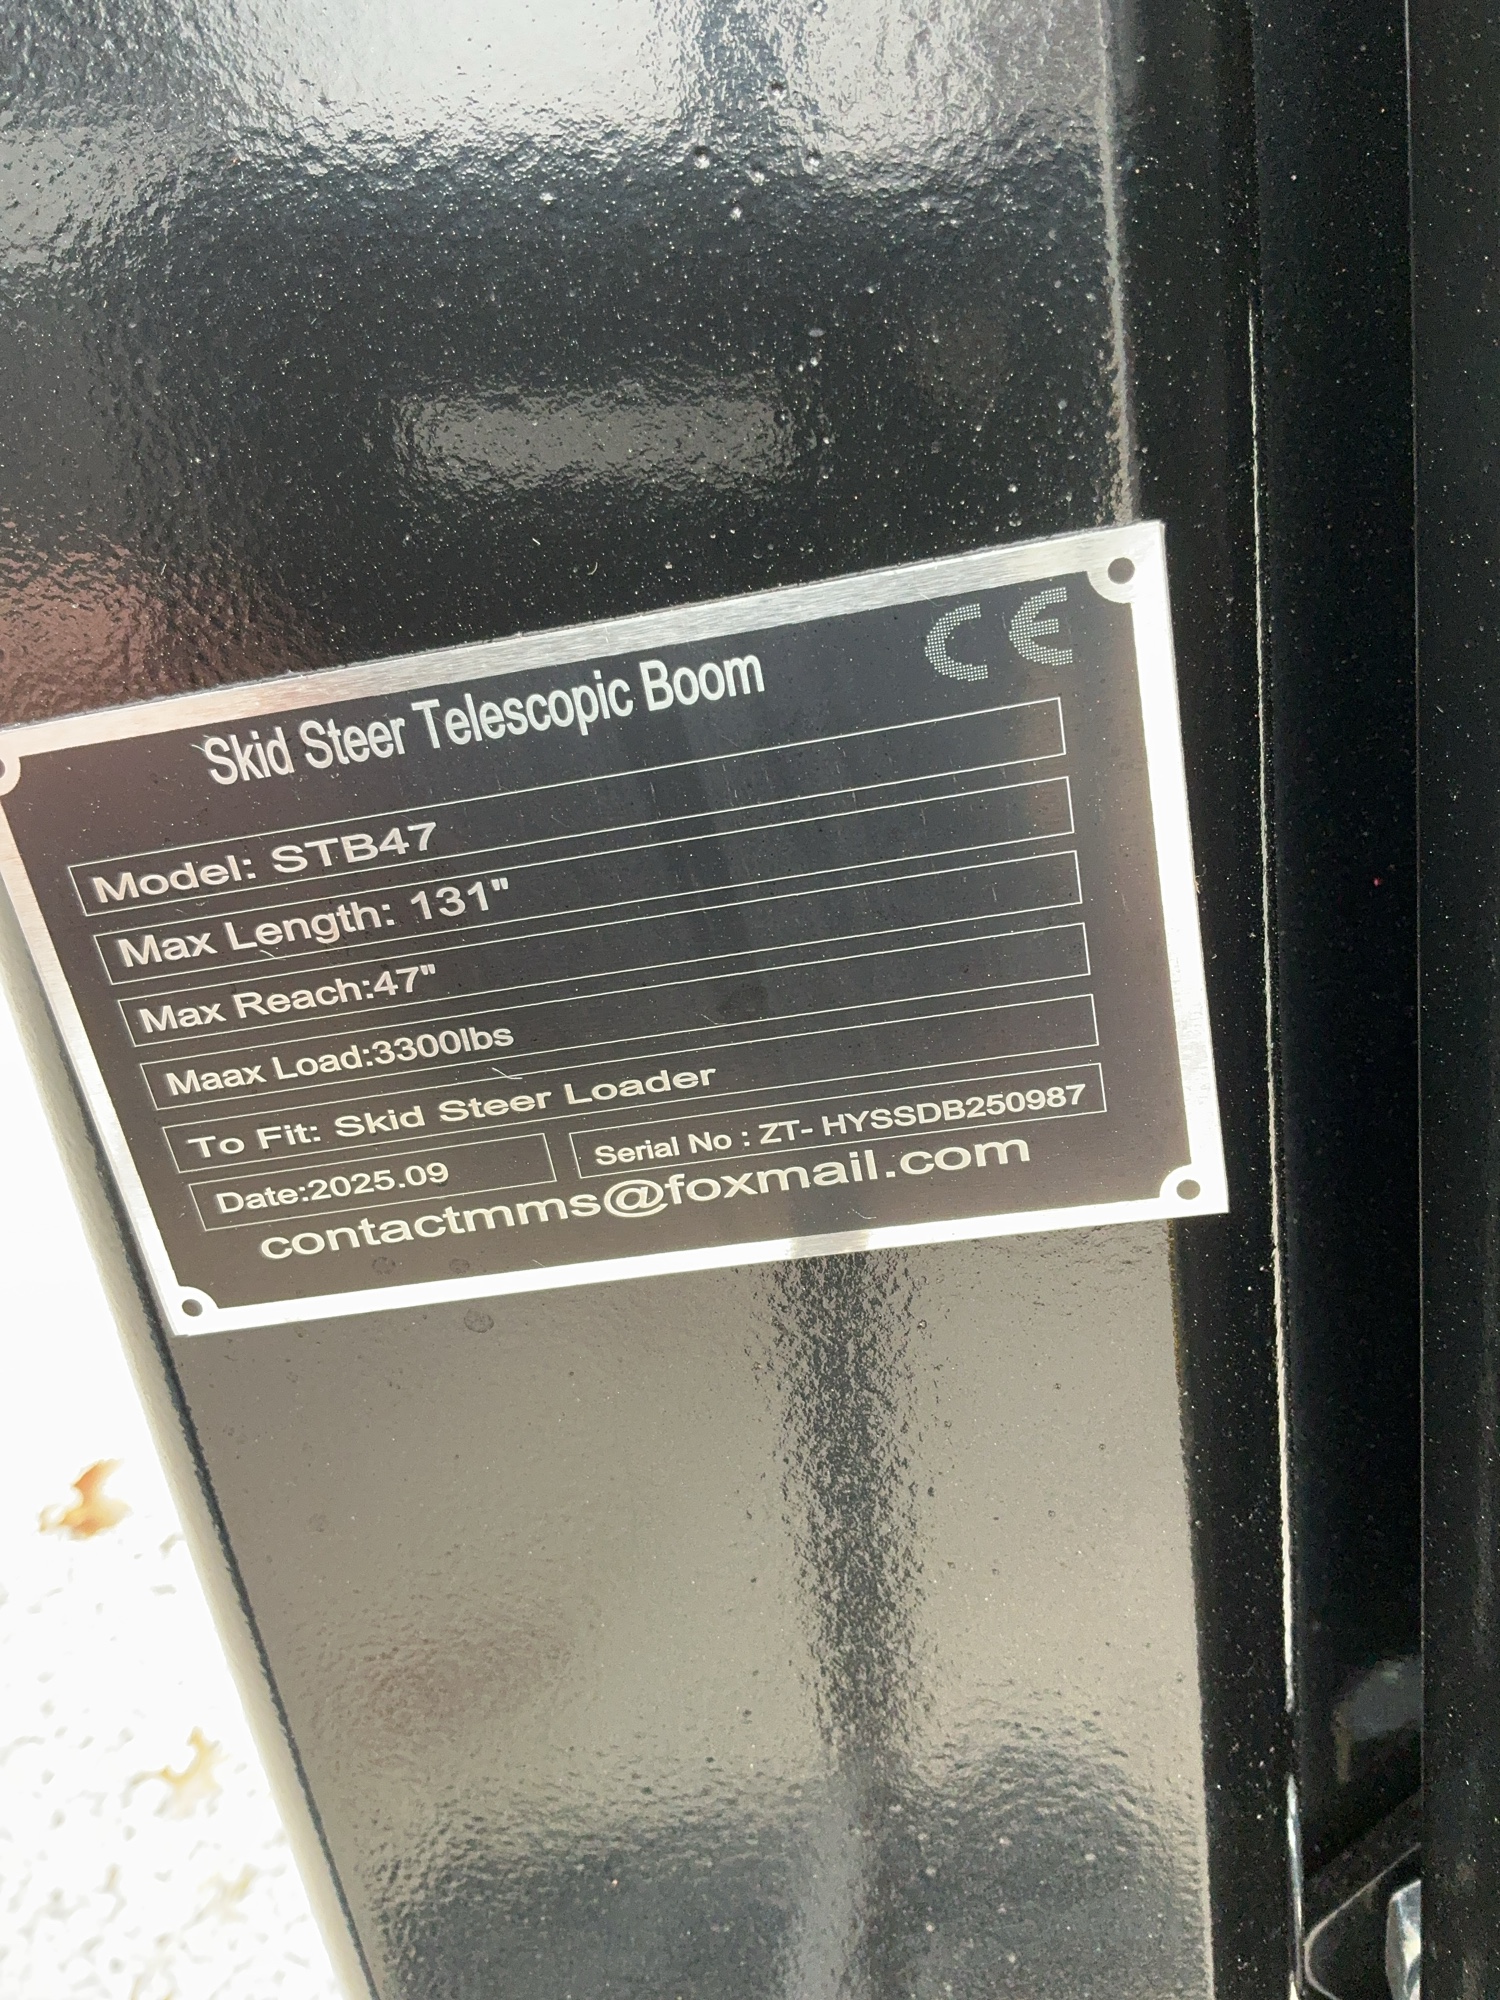 CE
Skid Steer Telescopic Boom
Model: STB47
Max Length: 131"
Max Reach:47"
Maax Load:3300lbs
To Fit: Skid Steer Loader
Date:2025.09 Serial No : ZT- HYSSDB250987
contactmms@foxmail.com